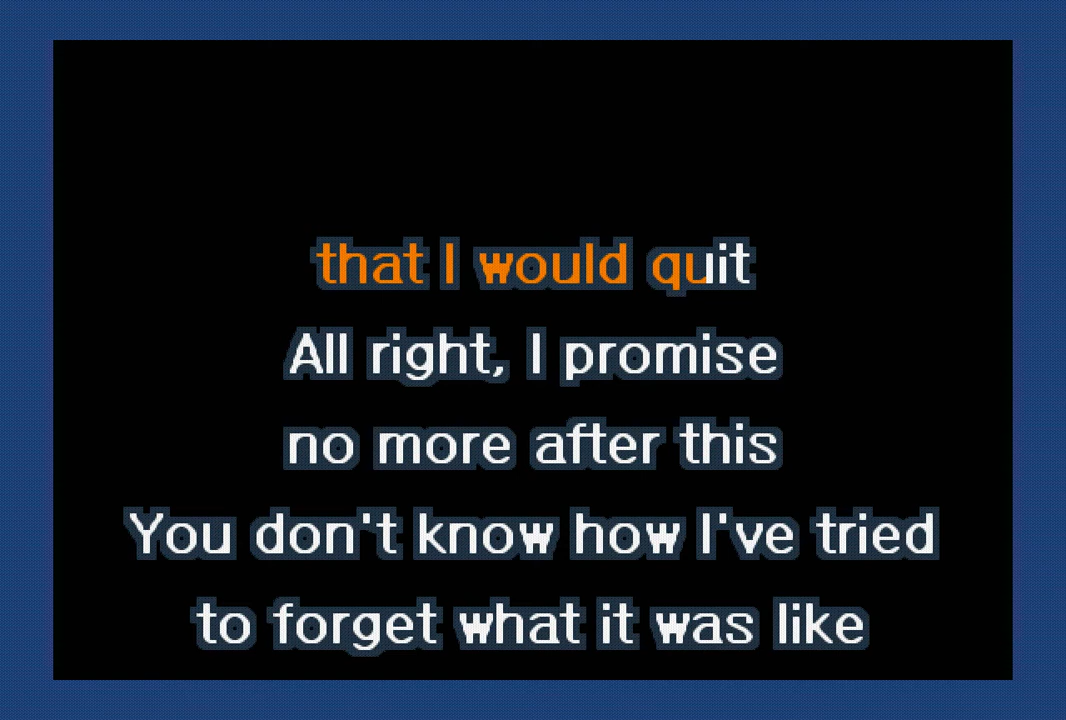 that I would quit
All right, I promise
no more after this
You don't know how I've tried
to forget what it was like